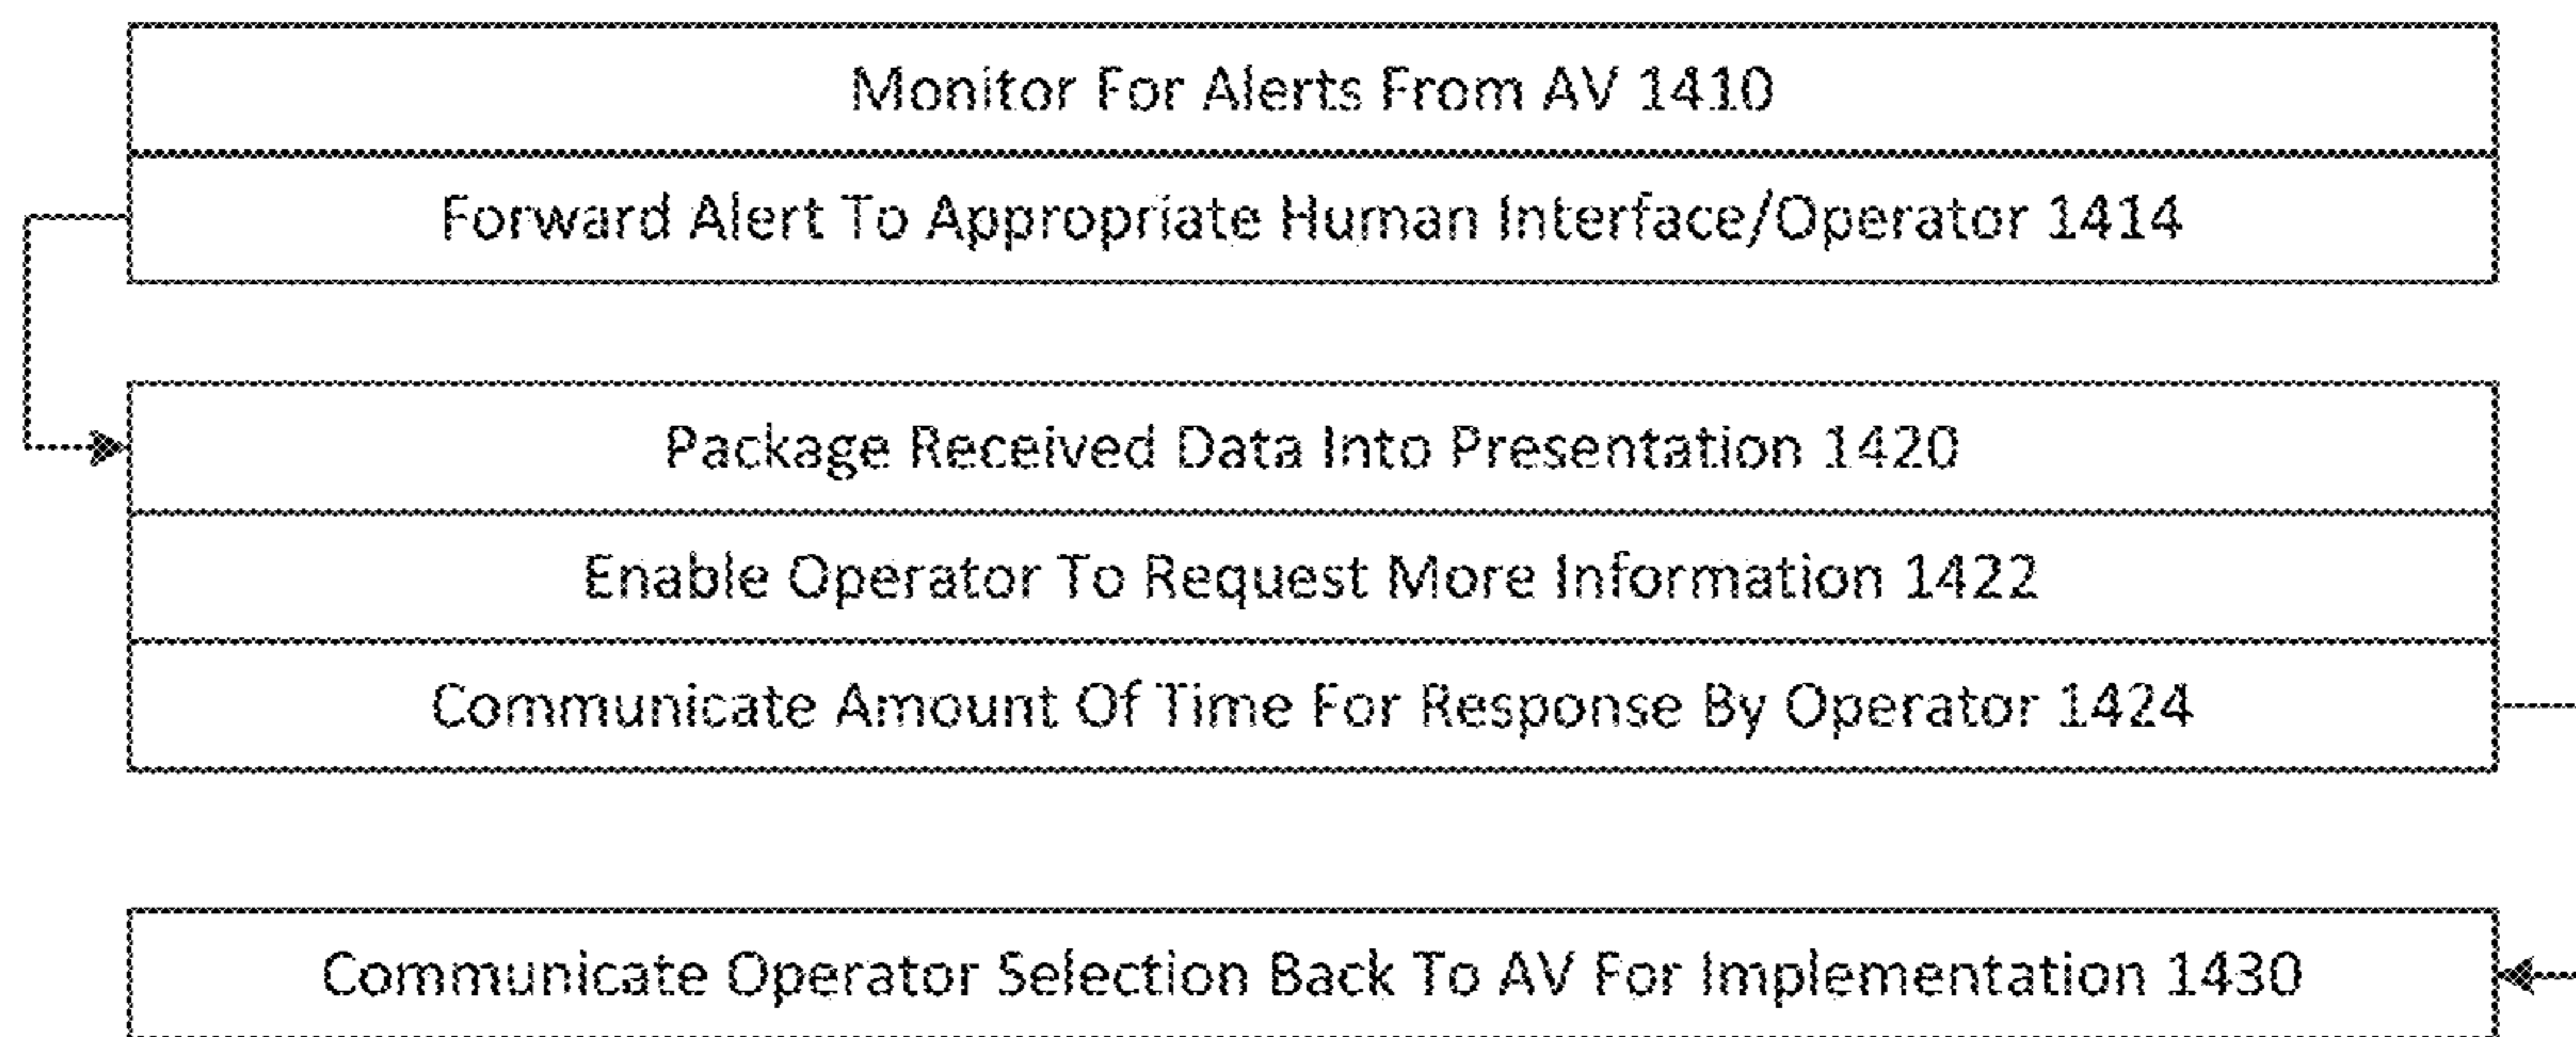 Monitor For Alerts From AV 1410
Forward Alert To Appropriate Human Interface/Operator 1414
Package Received Data Into Presentation 1420
Enable Operator To Request More Information 1422
Communicate Amount Of Time For Response By Operator 1424
Communicate Operator Selection Back To AV For Implementation 1430